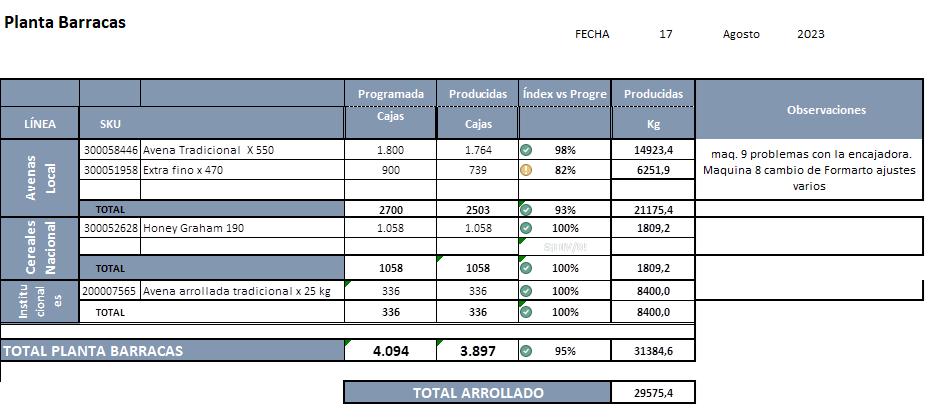 Planta Barracas
FECHA 17 Agosto 2023
Programada Producidas Índex vs Progre Producidas Observaciones
LÍNEA SKU Cajas Cajas Kg
Avenas Local
300058446 Avena Tradicional X 550 1.800 1.764 98% 14923,4
300051958 Extra fino x 470 900 739 82% 6251,9
maq. 9 problemas con la encajadora.
Maquina 8 cambio de Formarto ajustes
varios
TOTAL 2700 2503 93% 21175,4
Cereales Nacional
300052628 Honey Graham 190 1.058 1.058 100% 1809,2
#¡DIV/0!
TOTAL 1058 1058 100% 1809,2
Institu
cional
es
200007565 Avena arrollada tradicional x 25 kg 336 336 100% 8400,0
TOTAL 336 336 100% 8400,0
TOTAL PLANTA BARRACAS 4.094 3.897 95% 31384,6
TOTAL ARROLLADO 29575,4